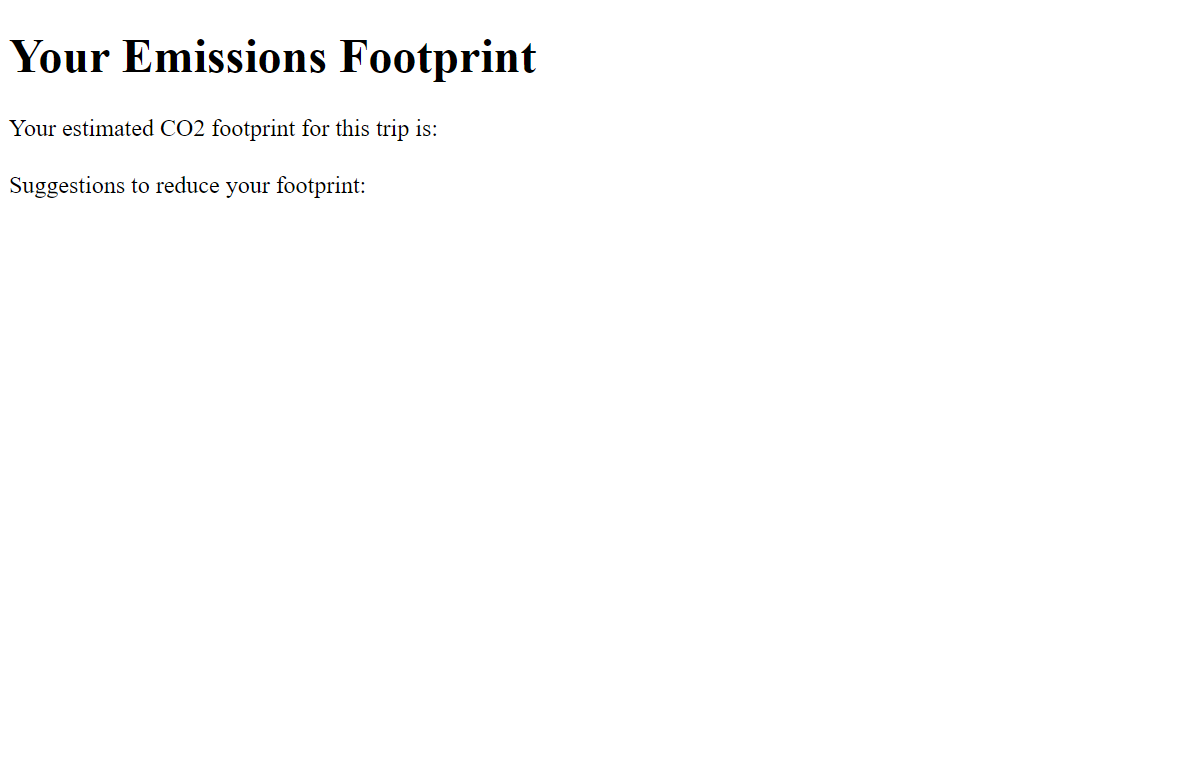 Your Emissions Footprint
Your estimated CO2 footprint for this trip is:
Suggestions to reduce your footprint: